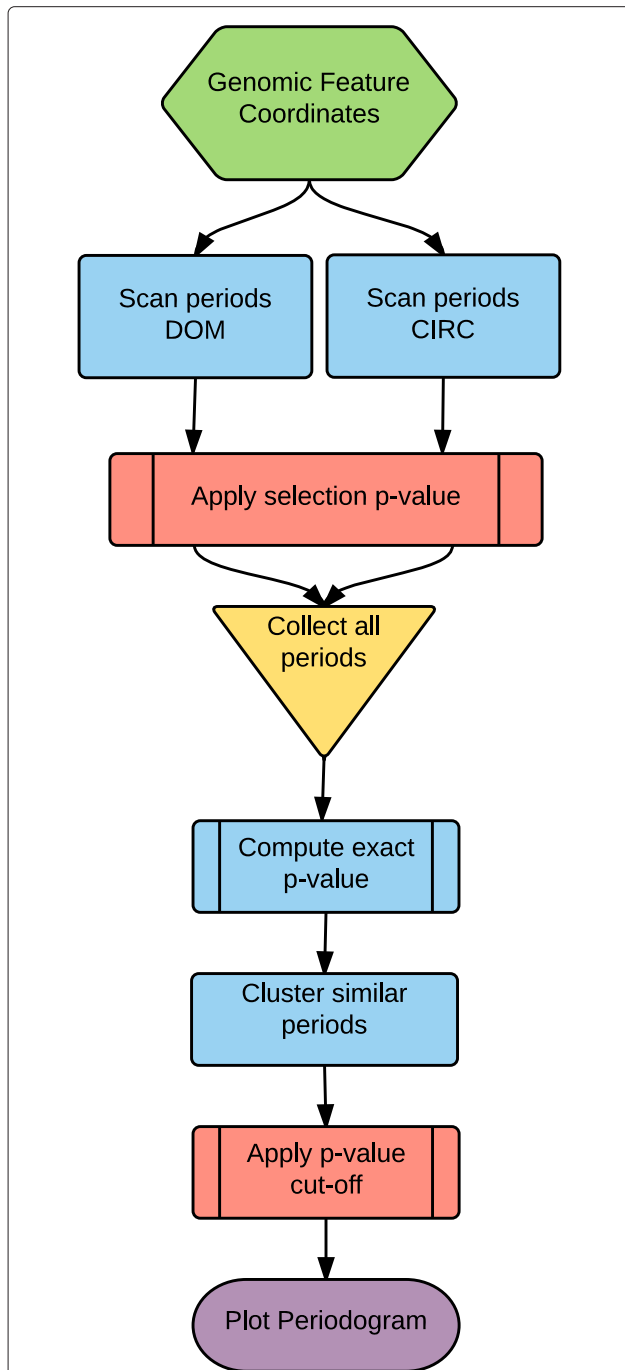 Genomic Feature
Coordinates
Scan periods
DOM
Scan periods
CIRC
Apply selection p-value
Collect all
periods
Compute exact
p-value
Cluster similar
periods
Apply p-value
cut-off
Plot Periodogram